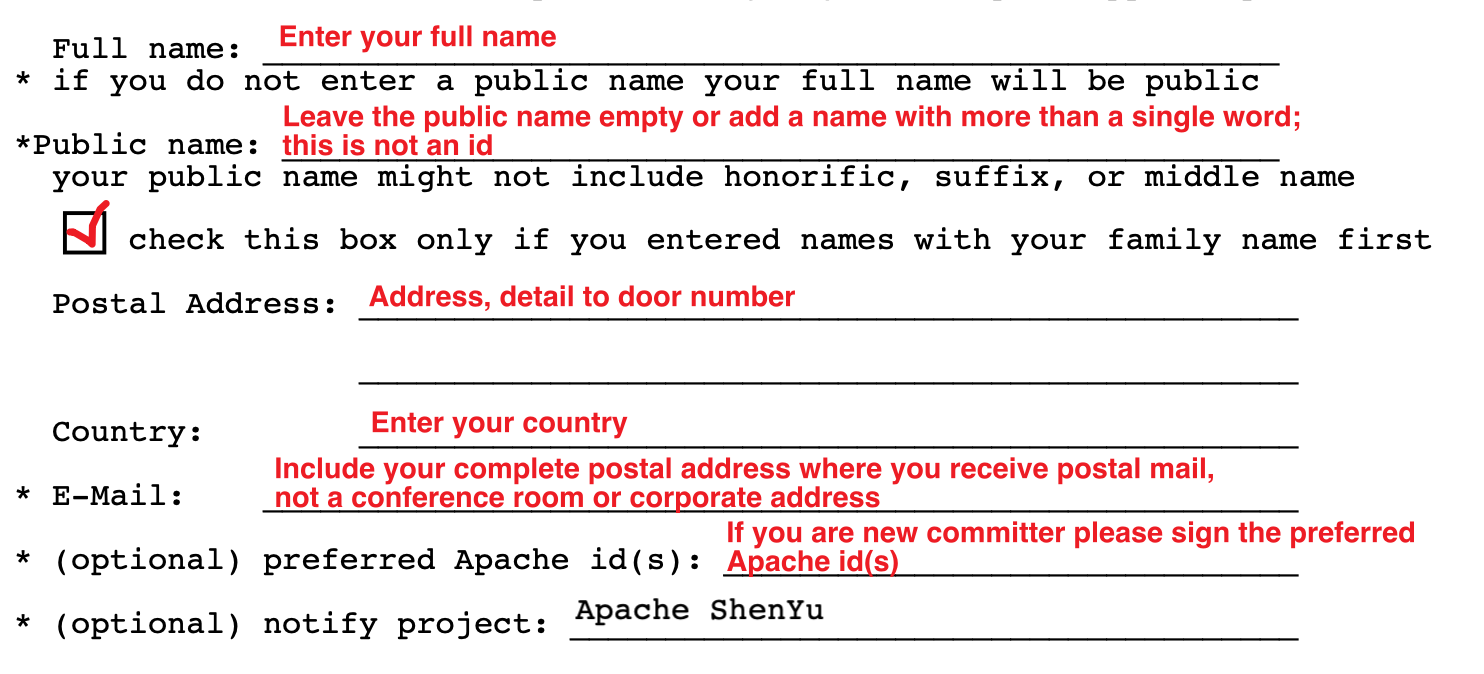 Full name: Enter your full name
* if you do not enter a public name your full name will be public
Leave the public name empty or add a name with more than a single word;
*Public name: this is not an id
your public name might not include honorific, suffix, or middle name
check this box only if you entered names with your family name first
Postal Address: Address, detail to door number
Country: Enter your country
Include your complete postal address where you receive postal mail,
* E-Mail: not a conference room or corporate address
If you are new committer please sign the preferred
* (optional) preferred Apache id(s): Apache id(s)
* (optional) notify project: Apache ShenYu